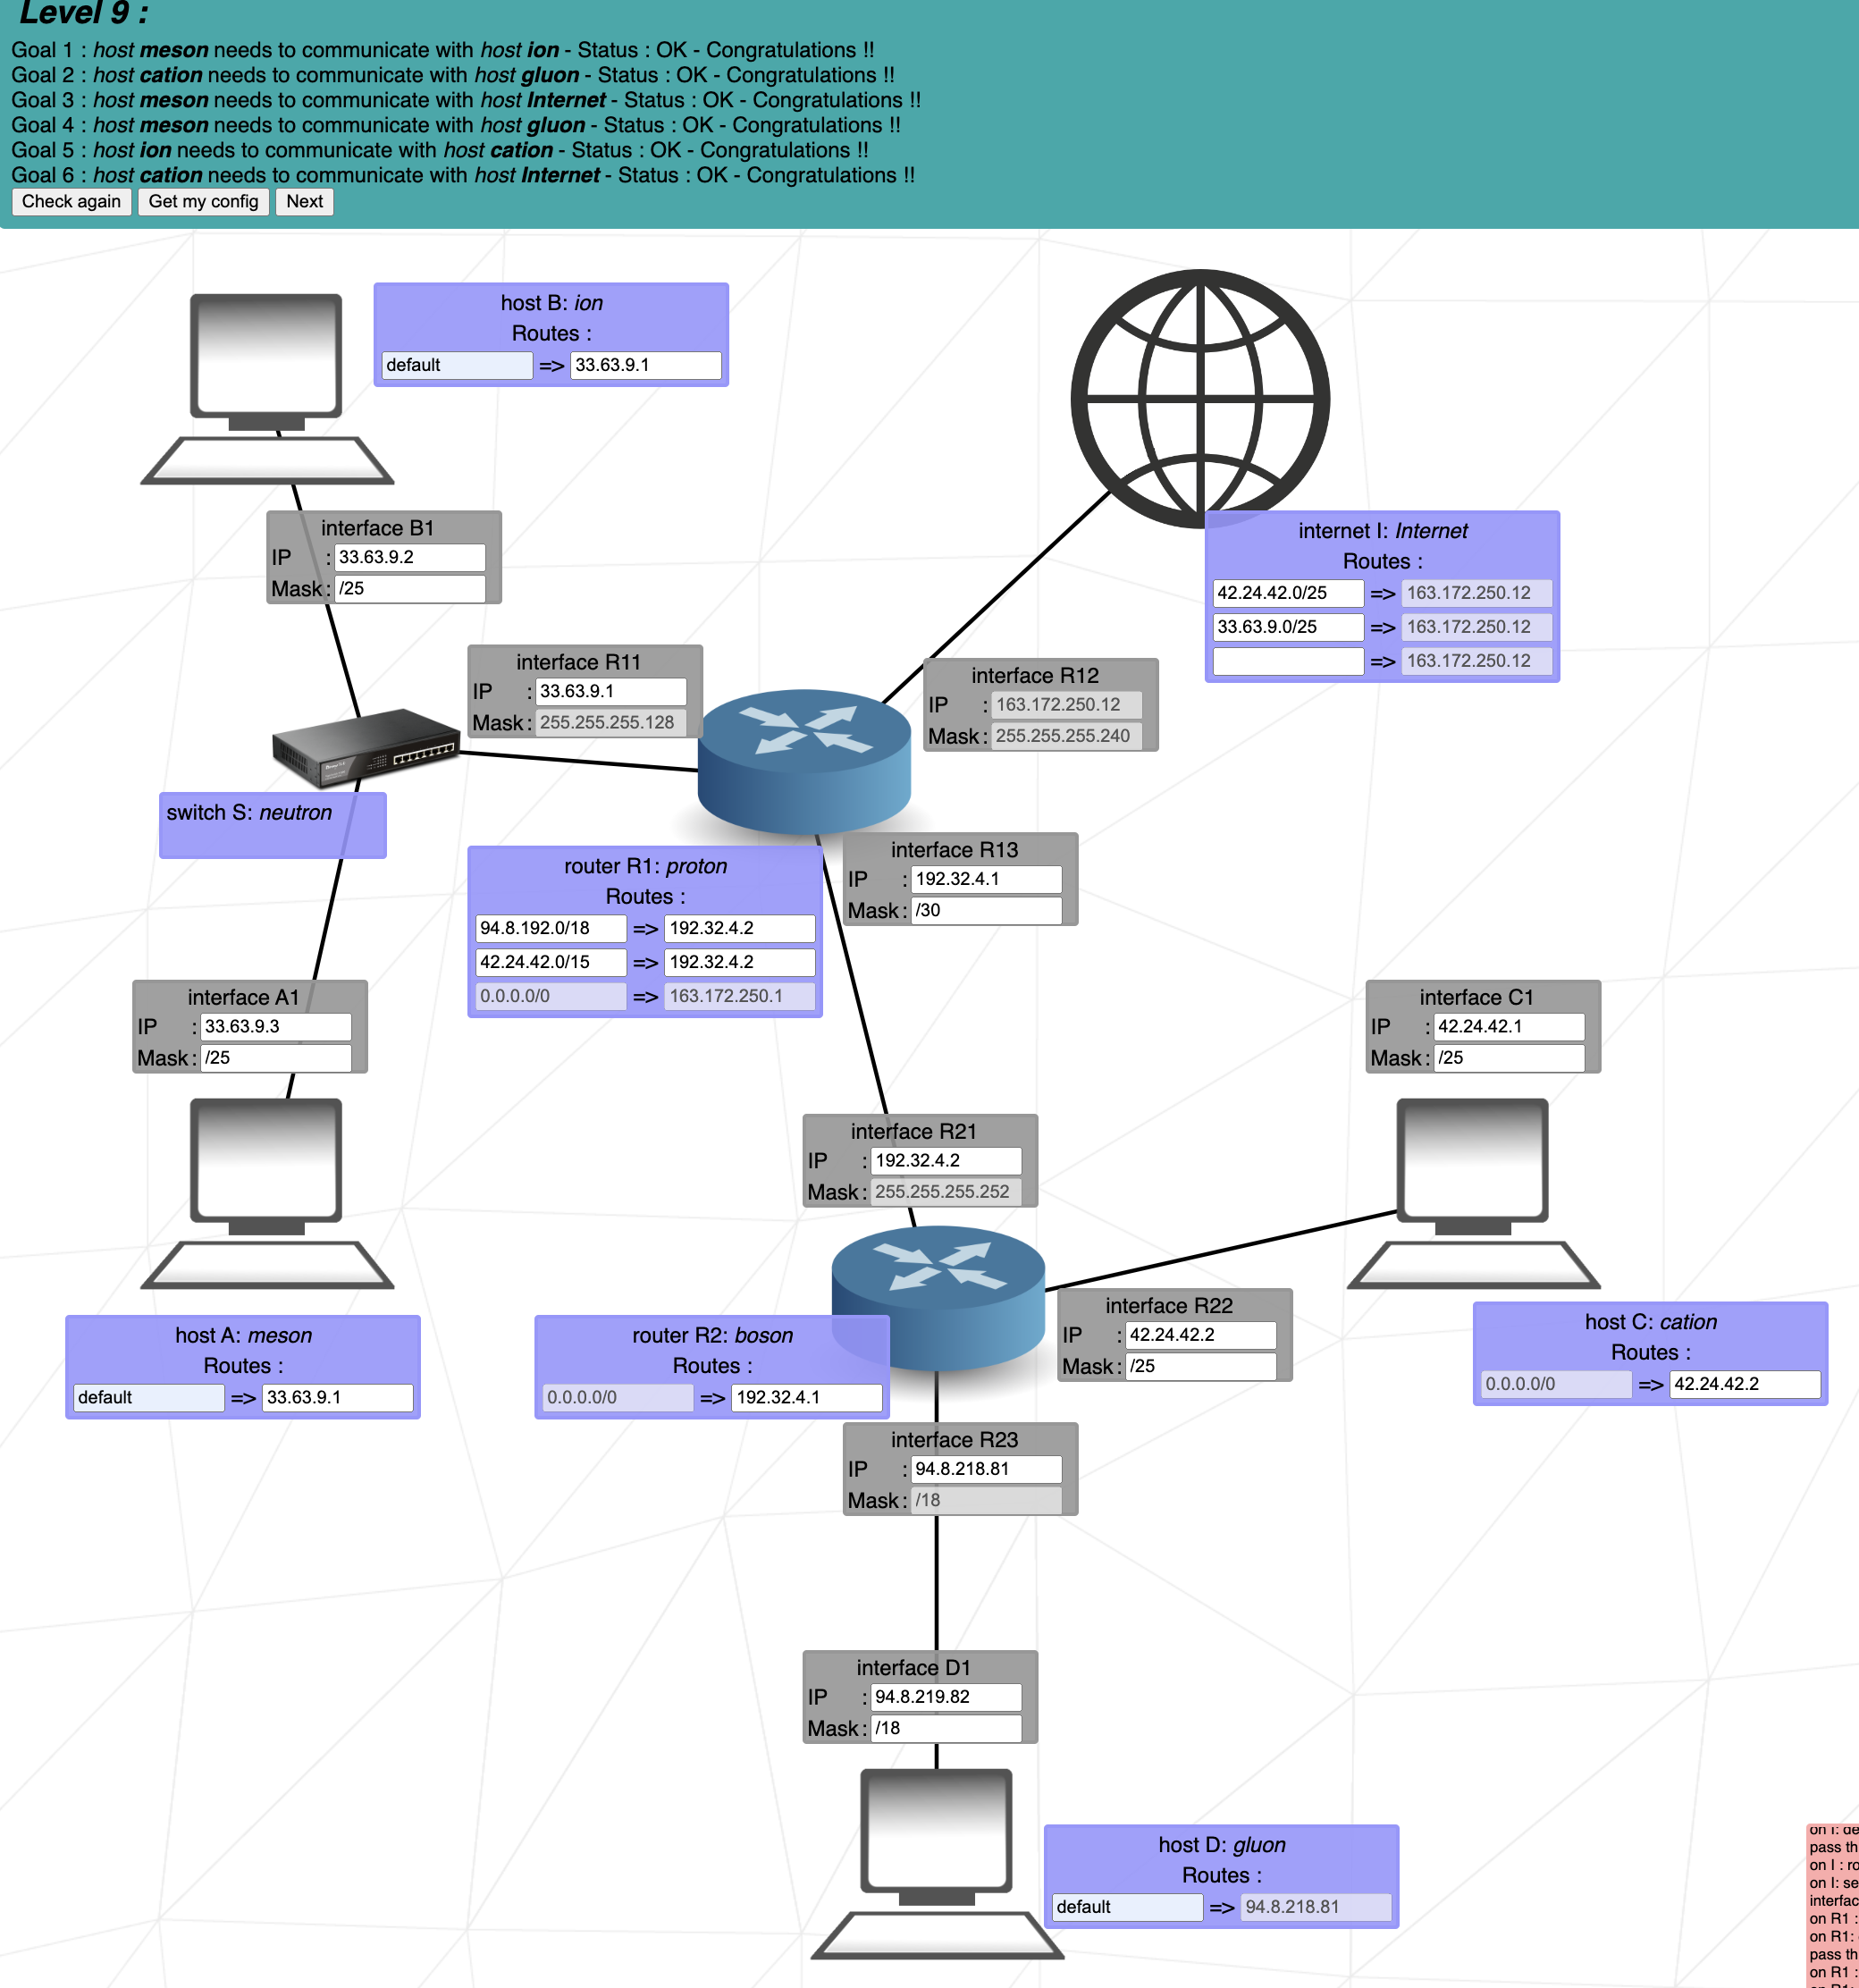 Level 9 :
Goal 1 : host meson needs to communicate with host ion - Status : OK - Congratulations !!
Goal 2 : host cation needs to communicate with host gluon - Status : OK - Congratulations !!
Goal 3 : host meson needs to communicate with host Internet - Status : OK - Congratulations !!
Goal 4 : host meson needs to communicate with host gluon - Status : OK - Congratulations !!
Goal 5 : host ion needs to communicate with host cation - Status : OK - Congratulations !!
Goal 6 : host cation needs to communicate with host Internet - Status : OK - Congratulations !!
Check again Get my config Next
host B: ion
Routes :
default => 33.63.9.1
interface B1
IP : 33.63.9.2
Mask : /25
internet I: Internet
Routes :
42.24.42.0/25 => 163.172.250.12
33.63.9.0/25 => 163.172.250.12
=> 163.172.250.12
interface R11
IP : 33.63.9.1
Mask : 255.255.255.128
interface R12
IP : 163.172.250.12
Mask : 255.255.255.240
switch S: neutron
interface R13
IP : 192.32.4.1
Mask : /30
router R1: proton
Routes :
94.8.192.0/18 => 192.32.4.2
42.24.42.0/15 => 192.32.4.2
0.0.0.0/0 => 163.172.250.1
interface A1
IP : 33.63.9.3
Mask : /25
interface C1
IP : 42.24.42.1
Mask : /25
interface R21
IP : 192.32.4.2
Mask : 255.255.255.252
interface R22
IP : 42.24.42.2
Mask : /25
host A: meson
Routes :
default => 33.63.9.1
router R2: boson
Routes :
0.0.0.0/0 => 192.32.4.1
host C: cation
Routes :
0.0.0.0/0 => 42.24.42.2
interface R23
IP : 94.8.218.81
Mask : /18
interface D1
IP : 94.8.219.82
Mask : /18
host D: gluon
Routes :
default => 94.8.218.81
on I: de
pass th
on I : ro
on I: se
interfac
on R1 :
on R1:
pass th
on R1 :